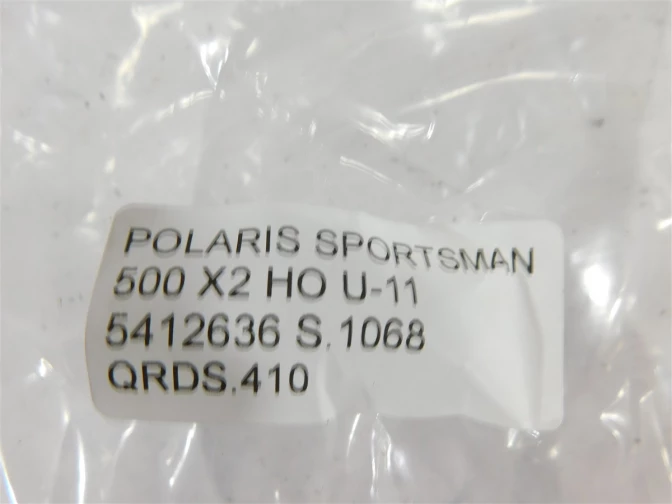 POLARIS SPORTSMAN
500 X2 HO U-11
5412636 S.1068
QRDS.410